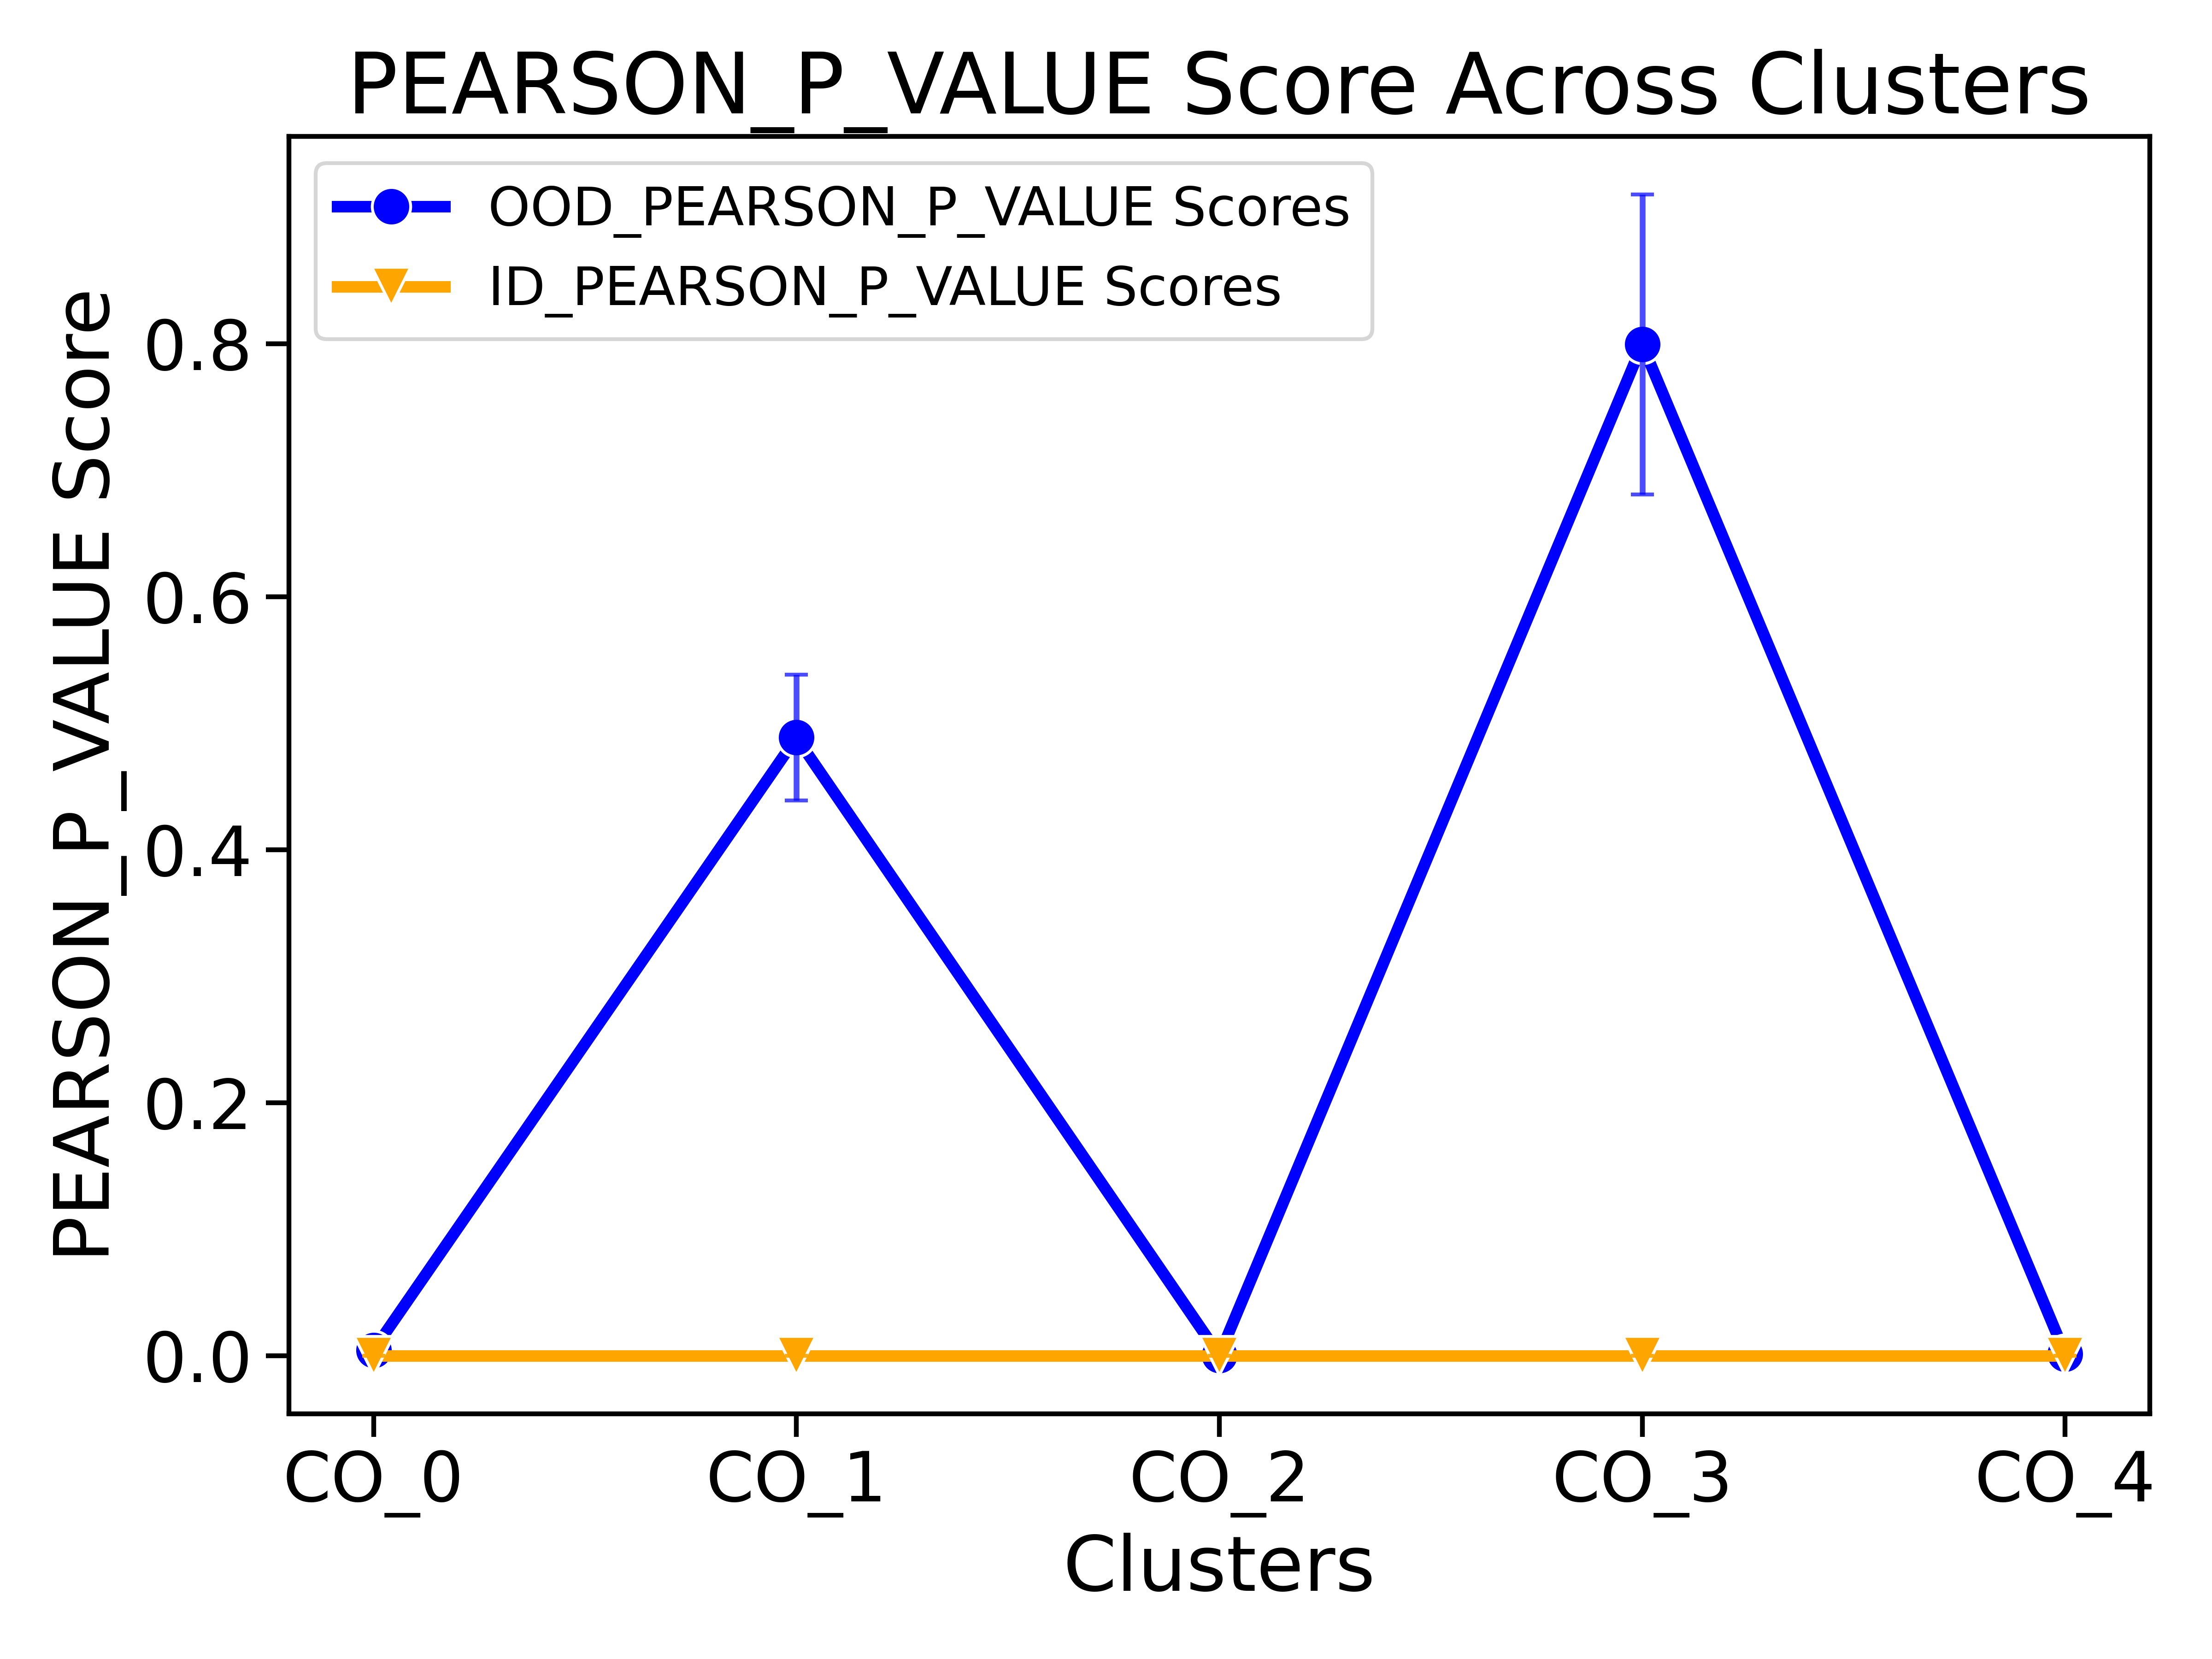 PEARSON_P_VALUE Score Across Clusters
OOD_PEARSON_P_VALUE Scores
ID_PEARSON_P_VALUE Scores
PEARSON_P_VALUE Score
0.8
0.6
0.4
0.2
0.0
CO_0 CO_1 CO_2 CO_3 CO_4
Clusters